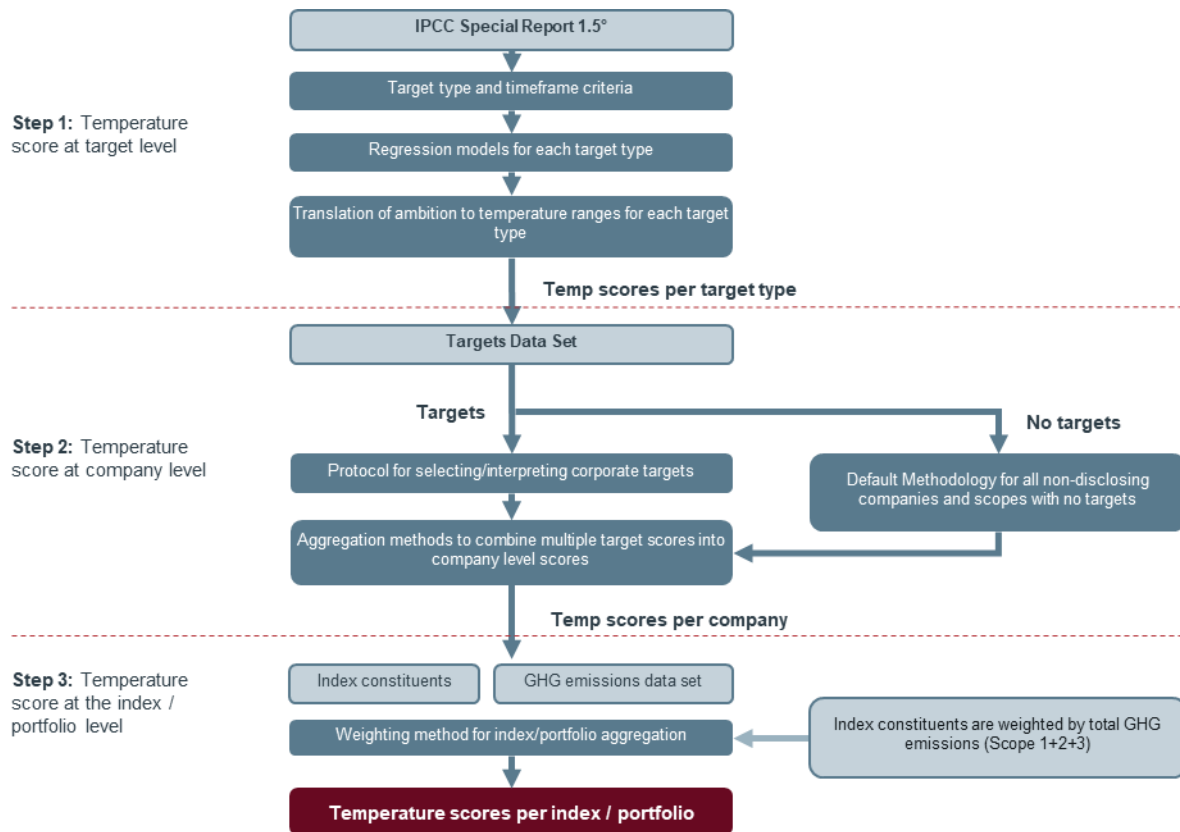 IPCC Special Report 1.5°
Target type and timeframe criteria
Step 1: Temperature
score at target level
Regression models for each target type
Translation of ambition to temperature ranges for each target
type
Temp scores per target type
Targets Data Set
Targets
No targets
Step 2: Temperature
score at company level
Protocol for selecting/interpreting corporate targets
Default Methodology for all non-disclosing
companies and scopes with no targets
Aggregation methods to combine multiple target scores into
company level scores
Temp scores per company
Step 3: Temperature
score at the index /
portfolio level
Index constituents
GHG emissions data set
Weighting method for index/portfolio aggregation
Index constituents are weighted by total GHG
emissions (Scope 1+2+3)
Temperature scores per index / portfolio